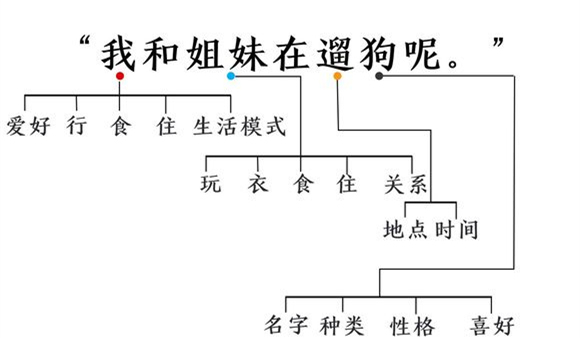 “我和姐妹在遛狗呢。”
爱好 行 食 住 生活模式
玩 衣 食 住 关系
地点 时间
名字 种类 性格 喜好